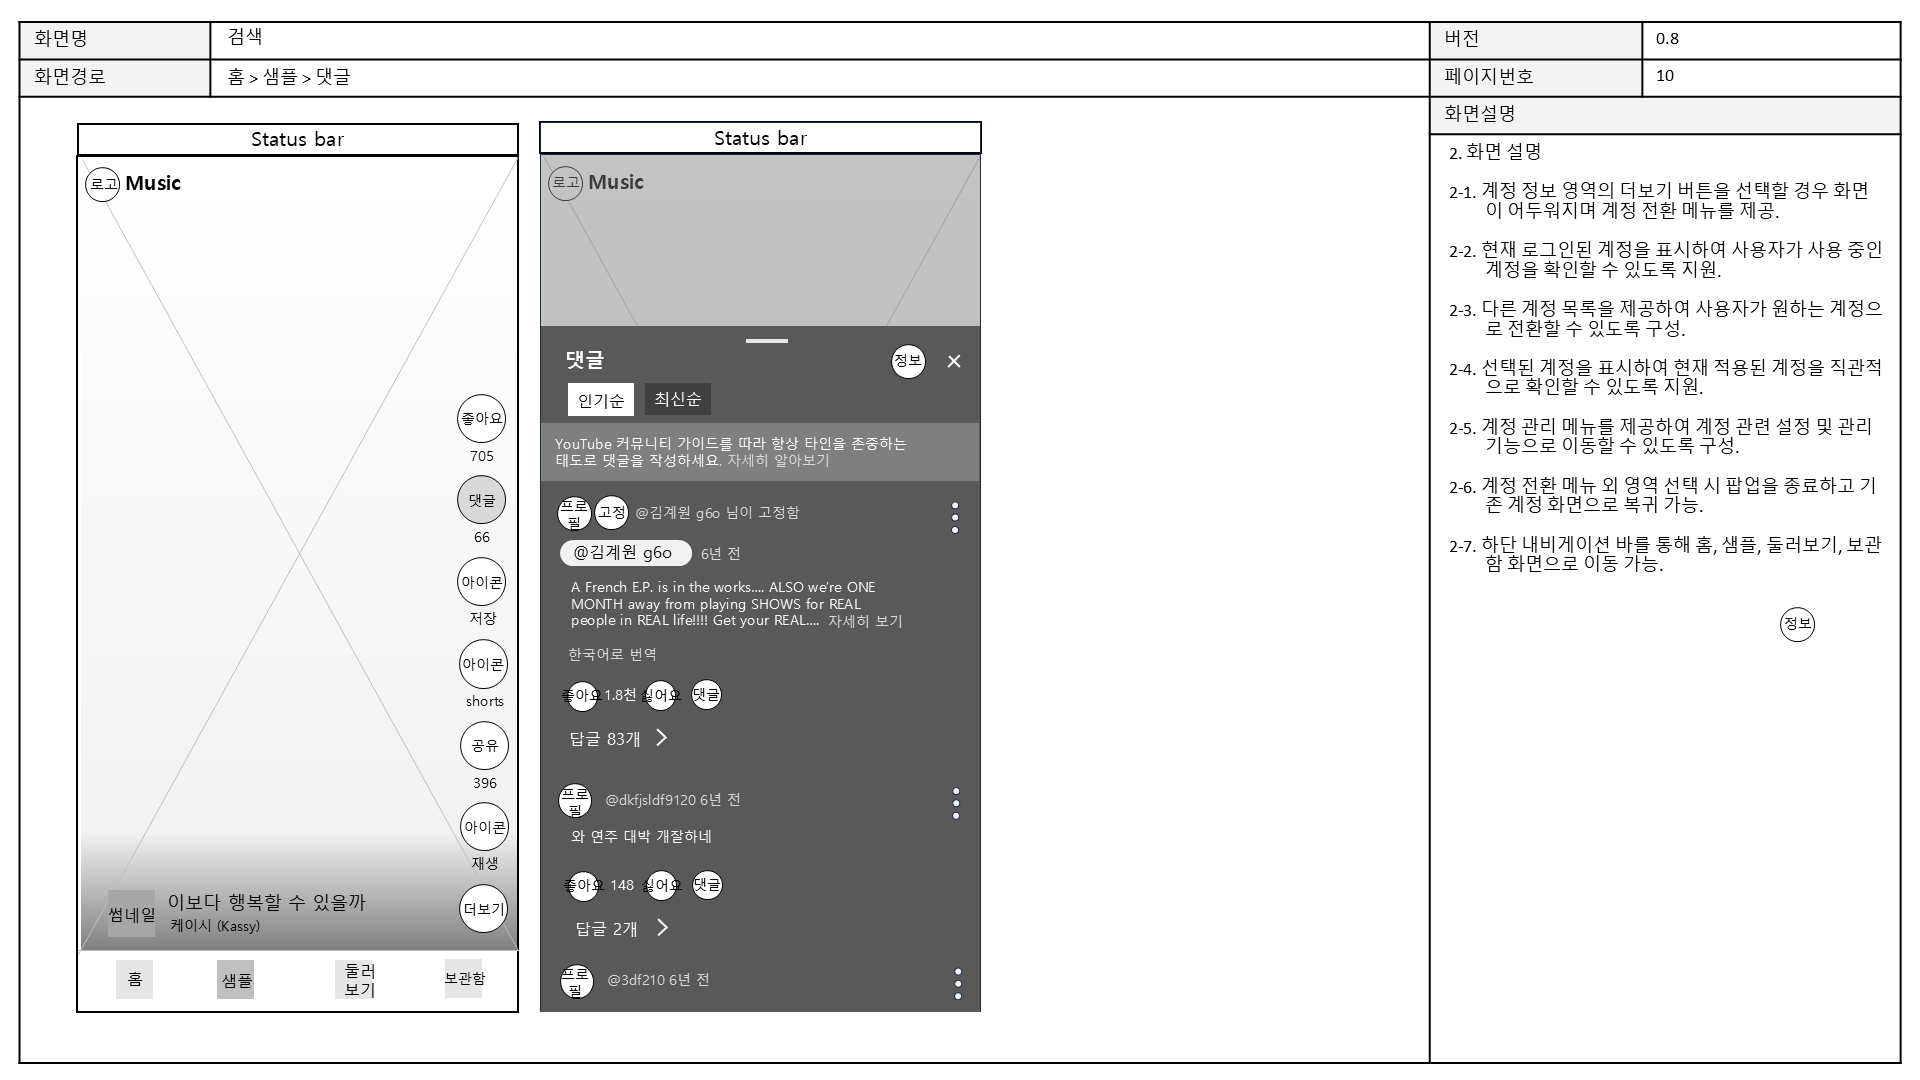 화면명
검색
버전
0.8
화면경로
홈 > 샘플 > 댓글
페이지번호
10
화면설명
Status bar
로고 Music
좋아요
705
댓글
66
아이콘
저장
아이콘
shorts
공유
396
아이콘
재생
더보기
썸네일
이보다 행복할 수 있을까
케이시 (Kassy)
홈
샘플
둘러
보기
보관함
Status bar
로고 Music
댓글
정보
×
인기순
최신순
YouTube 커뮤니티 가이드를 따라 항상 타인을 존중하는
태도로 댓글을 작성하세요. 자세히 알아보기
프로
필
고정
@김계원 g6o 님이 고정함
@김계원 g6o
6년 전
A French E.P. is in the works.... ALSO we're ONE
MONTH away from playing SHOWS for REAL
people in REAL life!!!! Get your REAL.... 자세히 보기
한국어로 번역
좋아요 1.8천 싫어요 댓글
답글 83개
프로
필
@dkfjsldf9120 6년 전
와 연주 대박 개잘하네
좋아요 148 싫어요 댓글
답글 2개
프로
필
@3df210 6년 전
2. 화면 설명
2-1. 계정 정보 영역의 더보기 버튼을 선택할 경우 화면
이 어두워지며 계정 전환 메뉴를 제공.
2-2. 현재 로그인된 계정을 표시하여 사용자가 사용 중인
계정을 확인할 수 있도록 지원.
2-3. 다른 계정 목록을 제공하여 사용자가 원하는 계정으
로 전환할 수 있도록 구성.
2-4. 선택된 계정을 표시하여 현재 적용된 계정을 직관적
으로 확인할 수 있도록 지원.
2-5. 계정 관리 메뉴를 제공하여 계정 관련 설정 및 관리
기능으로 이동할 수 있도록 구성.
2-6. 계정 전환 메뉴 외 영역 선택 시 팝업을 종료하고 기
존 계정 화면으로 복귀 가능.
2-7. 하단 내비게이션 바를 통해 홈, 샘플, 둘러보기, 보관
함 화면으로 이동 가능.
정보